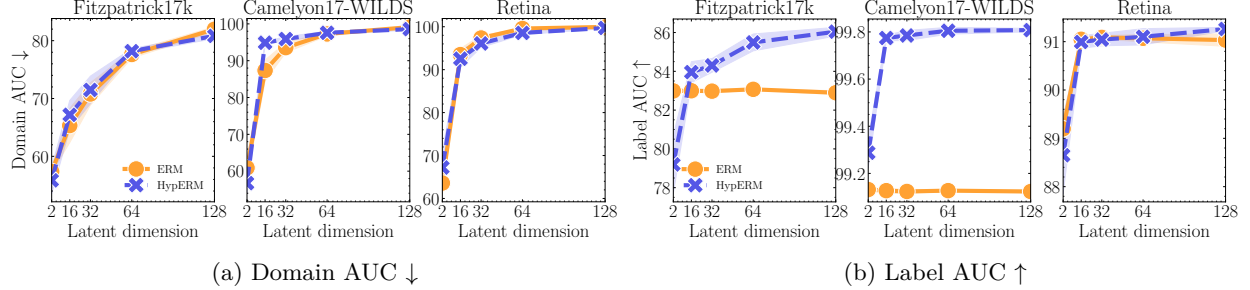 Fitzpatrick17k
Camelyon17-WILDS
Retina
Domain AUC ↓
80
70
60
100
90
80
70
60
100
90
80
70
60
ERM
HypERM
2 16 32 64 128
2 16 32 64 128
2 16 32 64 128
Latent dimension
Latent dimension
Latent dimension
(a) Domain AUC ↓
Fitzpatrick17k
Camelyon17-WILDS
Retina
Label AUC ↑
86
84
82
80
78
99.8
99.6
99.4
99.2
91
90
89
88
ERM
HypERM
2 16 32 64 128
2 16 32 64 128
2 16 32 64 128
Latent dimension
Latent dimension
Latent dimension
(b) Label AUC ↑